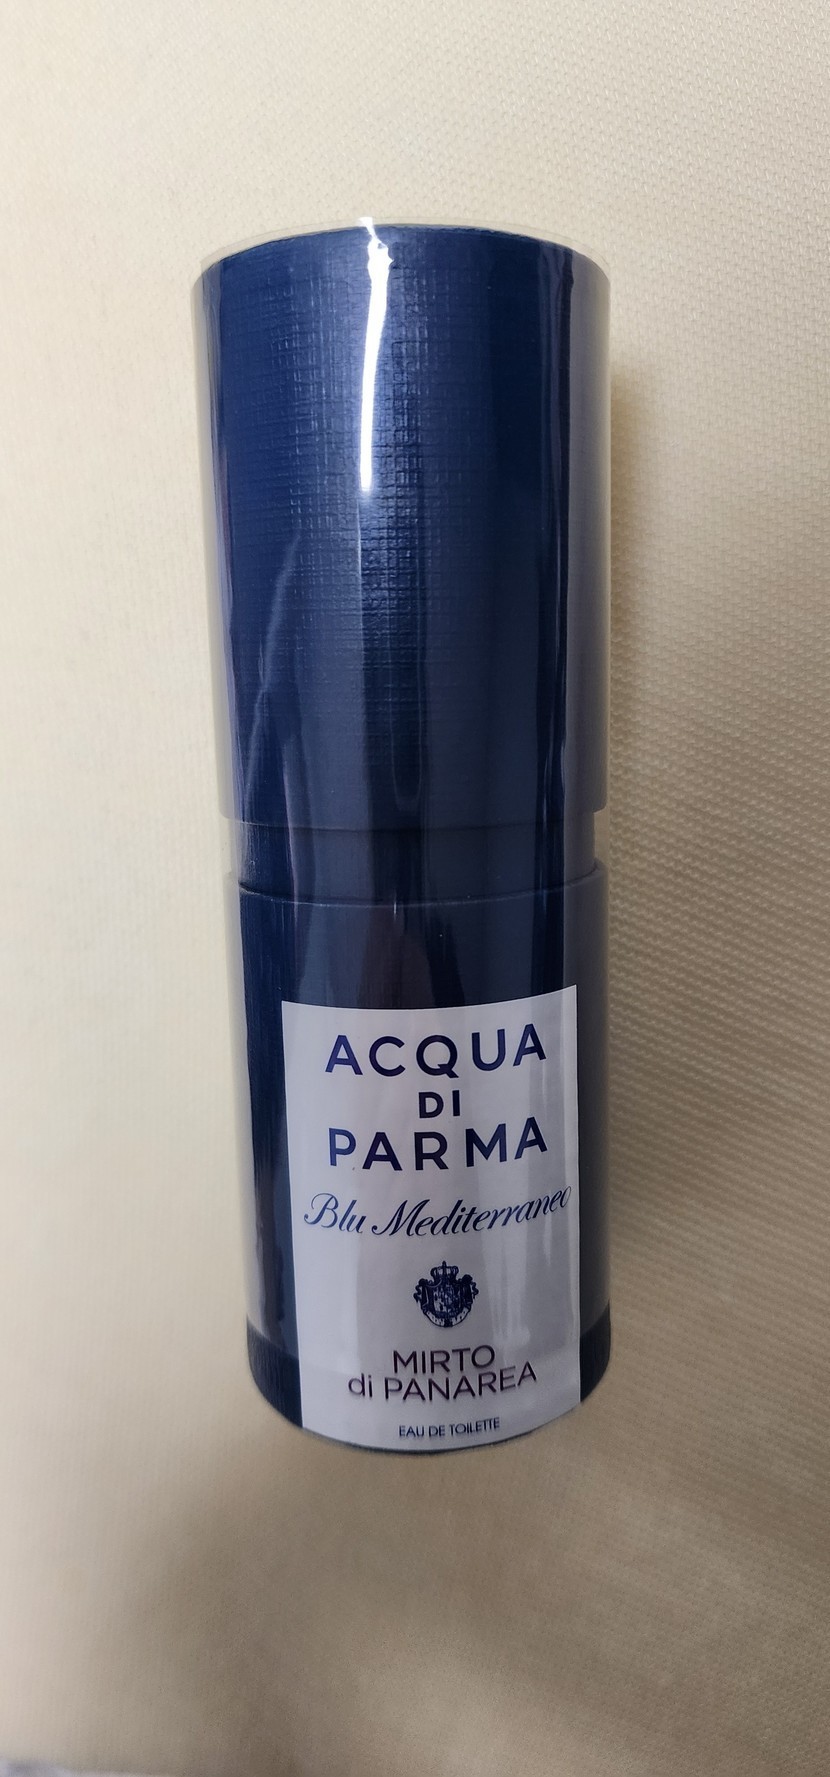 ACQUA
DI
PARMA
Blu Mediterraneo
MIRTO
di PANAREA
EAU DE TOILETTE